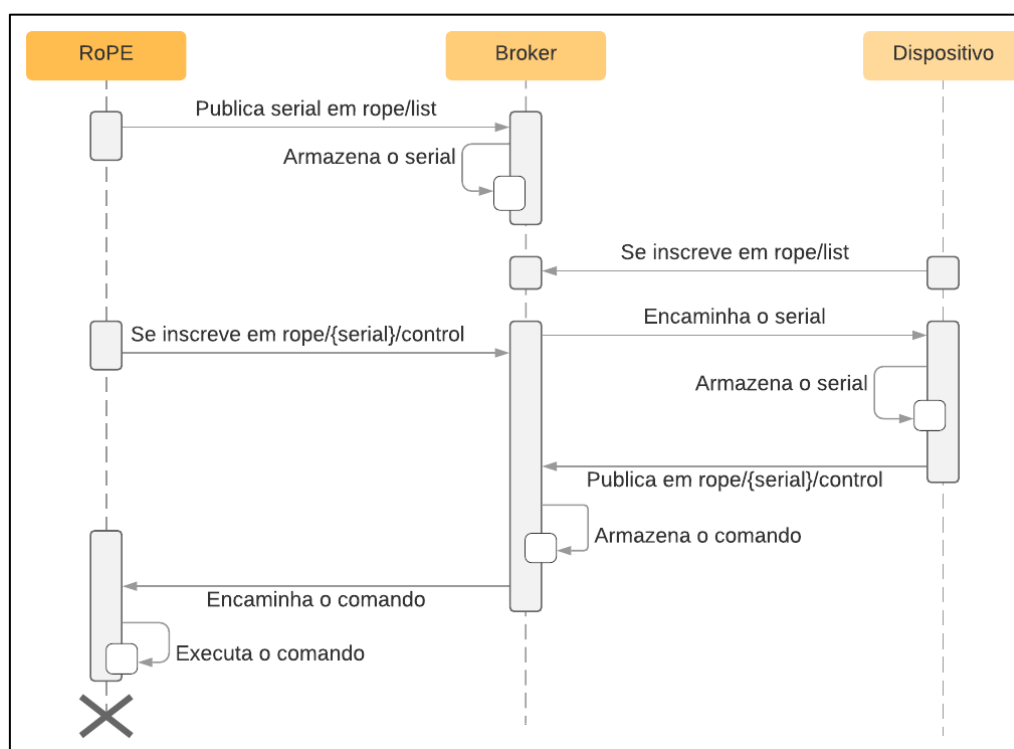 RoPE
Broker
Dispositivo
Publica serial em rope/list
Armazena o serial
Se inscreve em rope/list
Encaminha o serial
Se inscreve em rope/{serial}/control
Armazena o serial
Publica em rope/{serial}/control
Armazena o comando
Encaminha o comando
Executa o comando